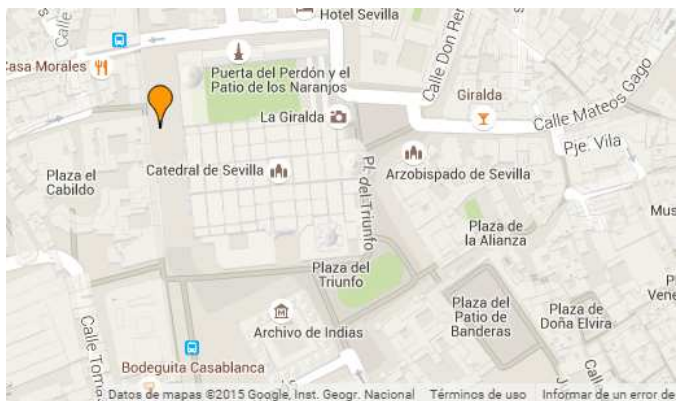 Calle
Hotel Sevilla
Casa Morales
Puerta del Perdón y el
Patio de los Naranjos
Calle Don Ren
Giralda
La Giralda
Calle Mateos Gago
Pje. Vila
Plaza el
Cabildo
Catedral de Sevilla
Pl. del Triunfo
Arzobispado de Sevilla
Mus
Plaza de
la Alianza
Plaza del
Triunfo
Plaza del
Patio de
Banderas
Plaza de
Doña Elvira
Vene
Archivo de Indias
Calle Toma
Bodeguita Casablanca
Datos de mapas ©2015 Google, Inst. Geogr. Nacional
Términos de uso
Informar de un error de